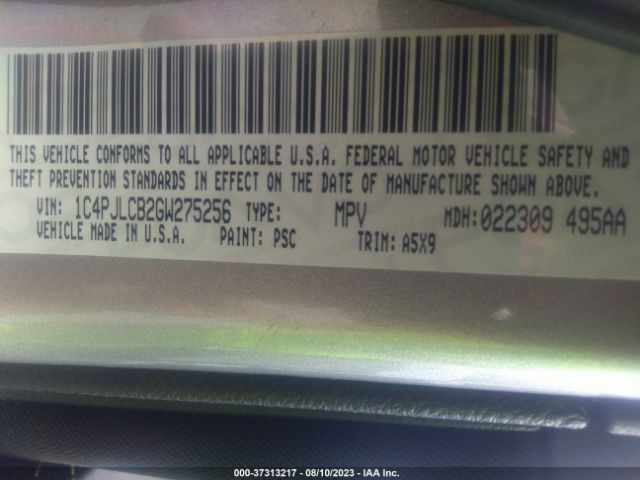 THIS VEHICLE CONFORMS TO ALL APPLICABLE U.S.A. FEDERAL MOTOR VEHICLE SAFETY AND
THEFT PREVENTION STANDARDS IN EFFECT ON THE DATE OF MANUFACTURE SHOWN ABOVE.
VIN: 1C4PJLCB2GW275256 TYPE: MPV MDH: 022309 495AA
VEHICLE MADE IN U.S.A. PAINT: PSC TRIM: A5X9
000-37313217 - 08/10/2023 - IAA Inc.